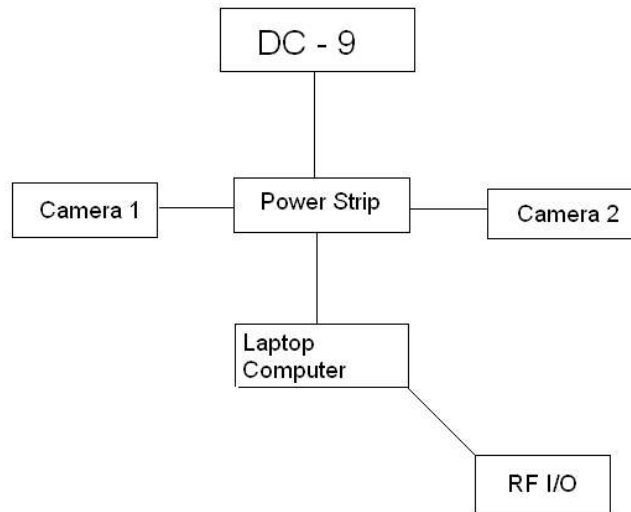 DC - 9
Camera 1
Power Strip
Camera 2
Laptop
Computer
RF I/O